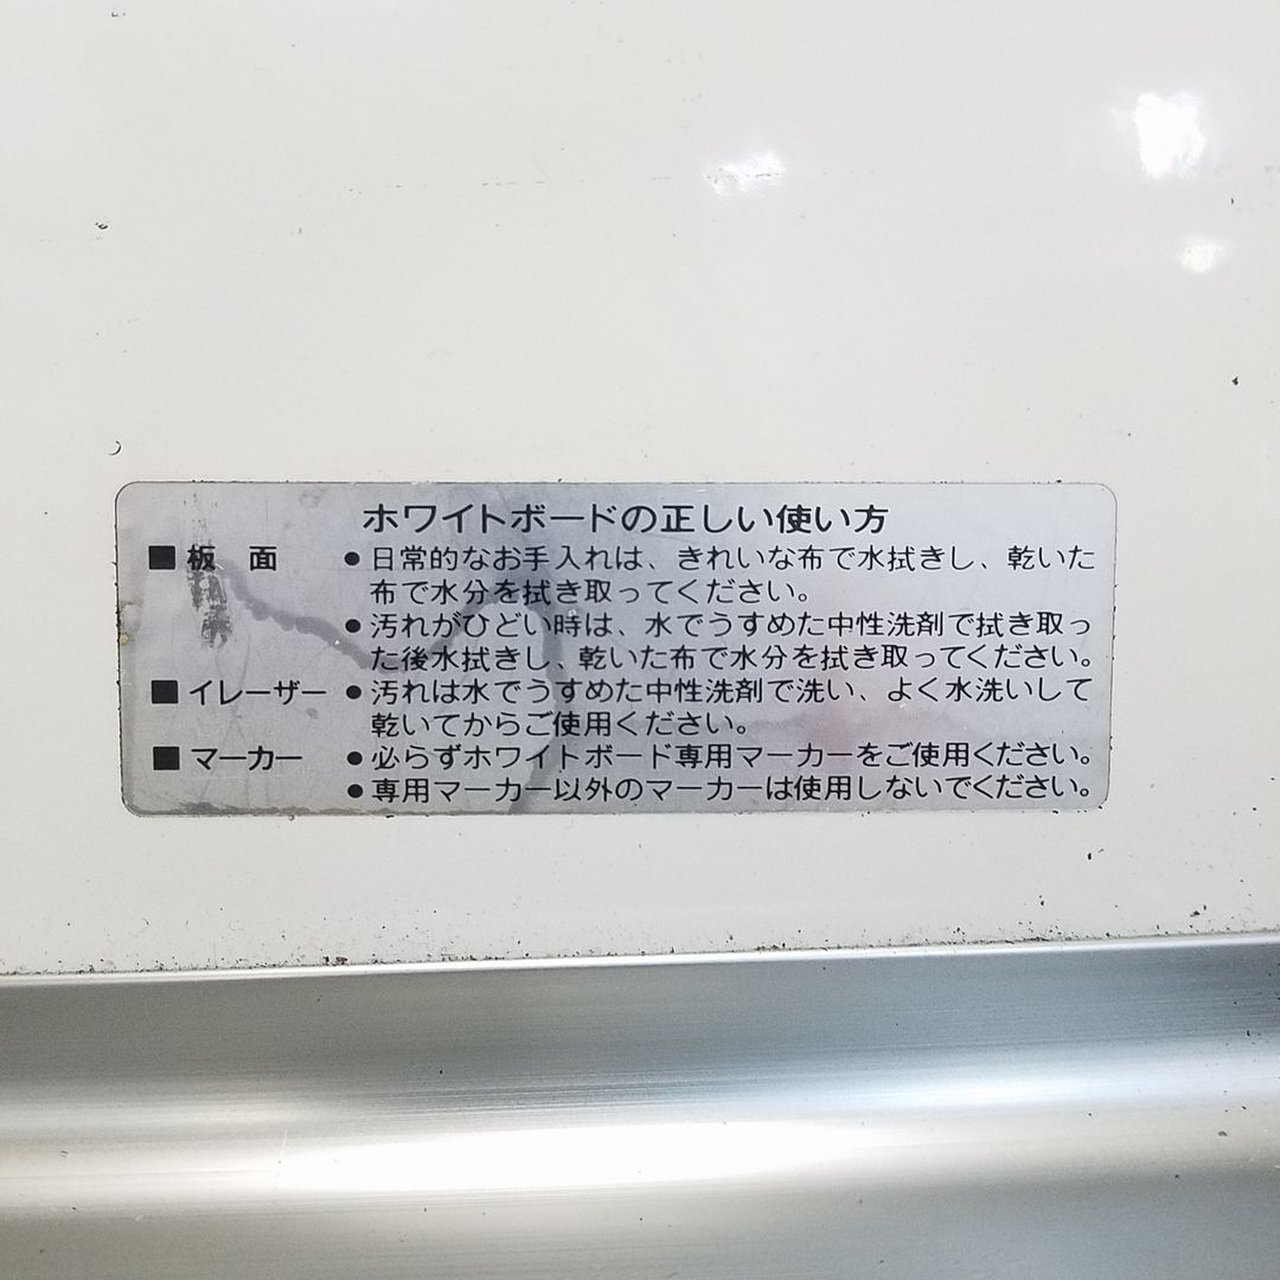 ホワイトボードの正しい使い方
■板　面　●日常的なお手入れは、きれいな布で水拭きし、乾いた
布で水分を拭き取ってください。
●汚れがひどい時は、水でうすめた中性洗剤で拭き取っ
た後水拭きし、乾いた布で水分を拭き取ってください。
■イレーザー　●汚れは水でうすめた中性洗剤で洗い、よく水洗いして
乾いてからご使用ください。
■マーカー　●必らずホワイトボード専用マーカーをご使用ください。
●専用マーカー以外のマーカーは使用しないでください。